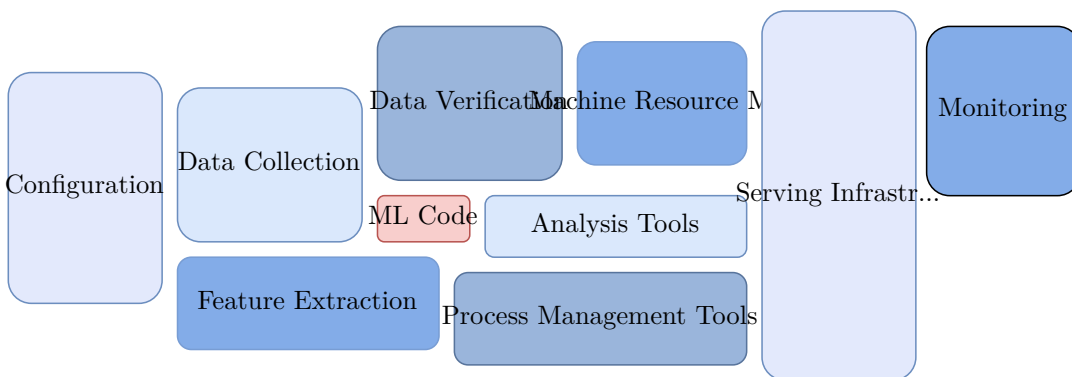 Configuration
Data Collection
Data Verification
Machine Resource M
Monitoring
ML Code
Analysis Tools
Serving Infrastr...
Feature Extraction
Process Management Tools